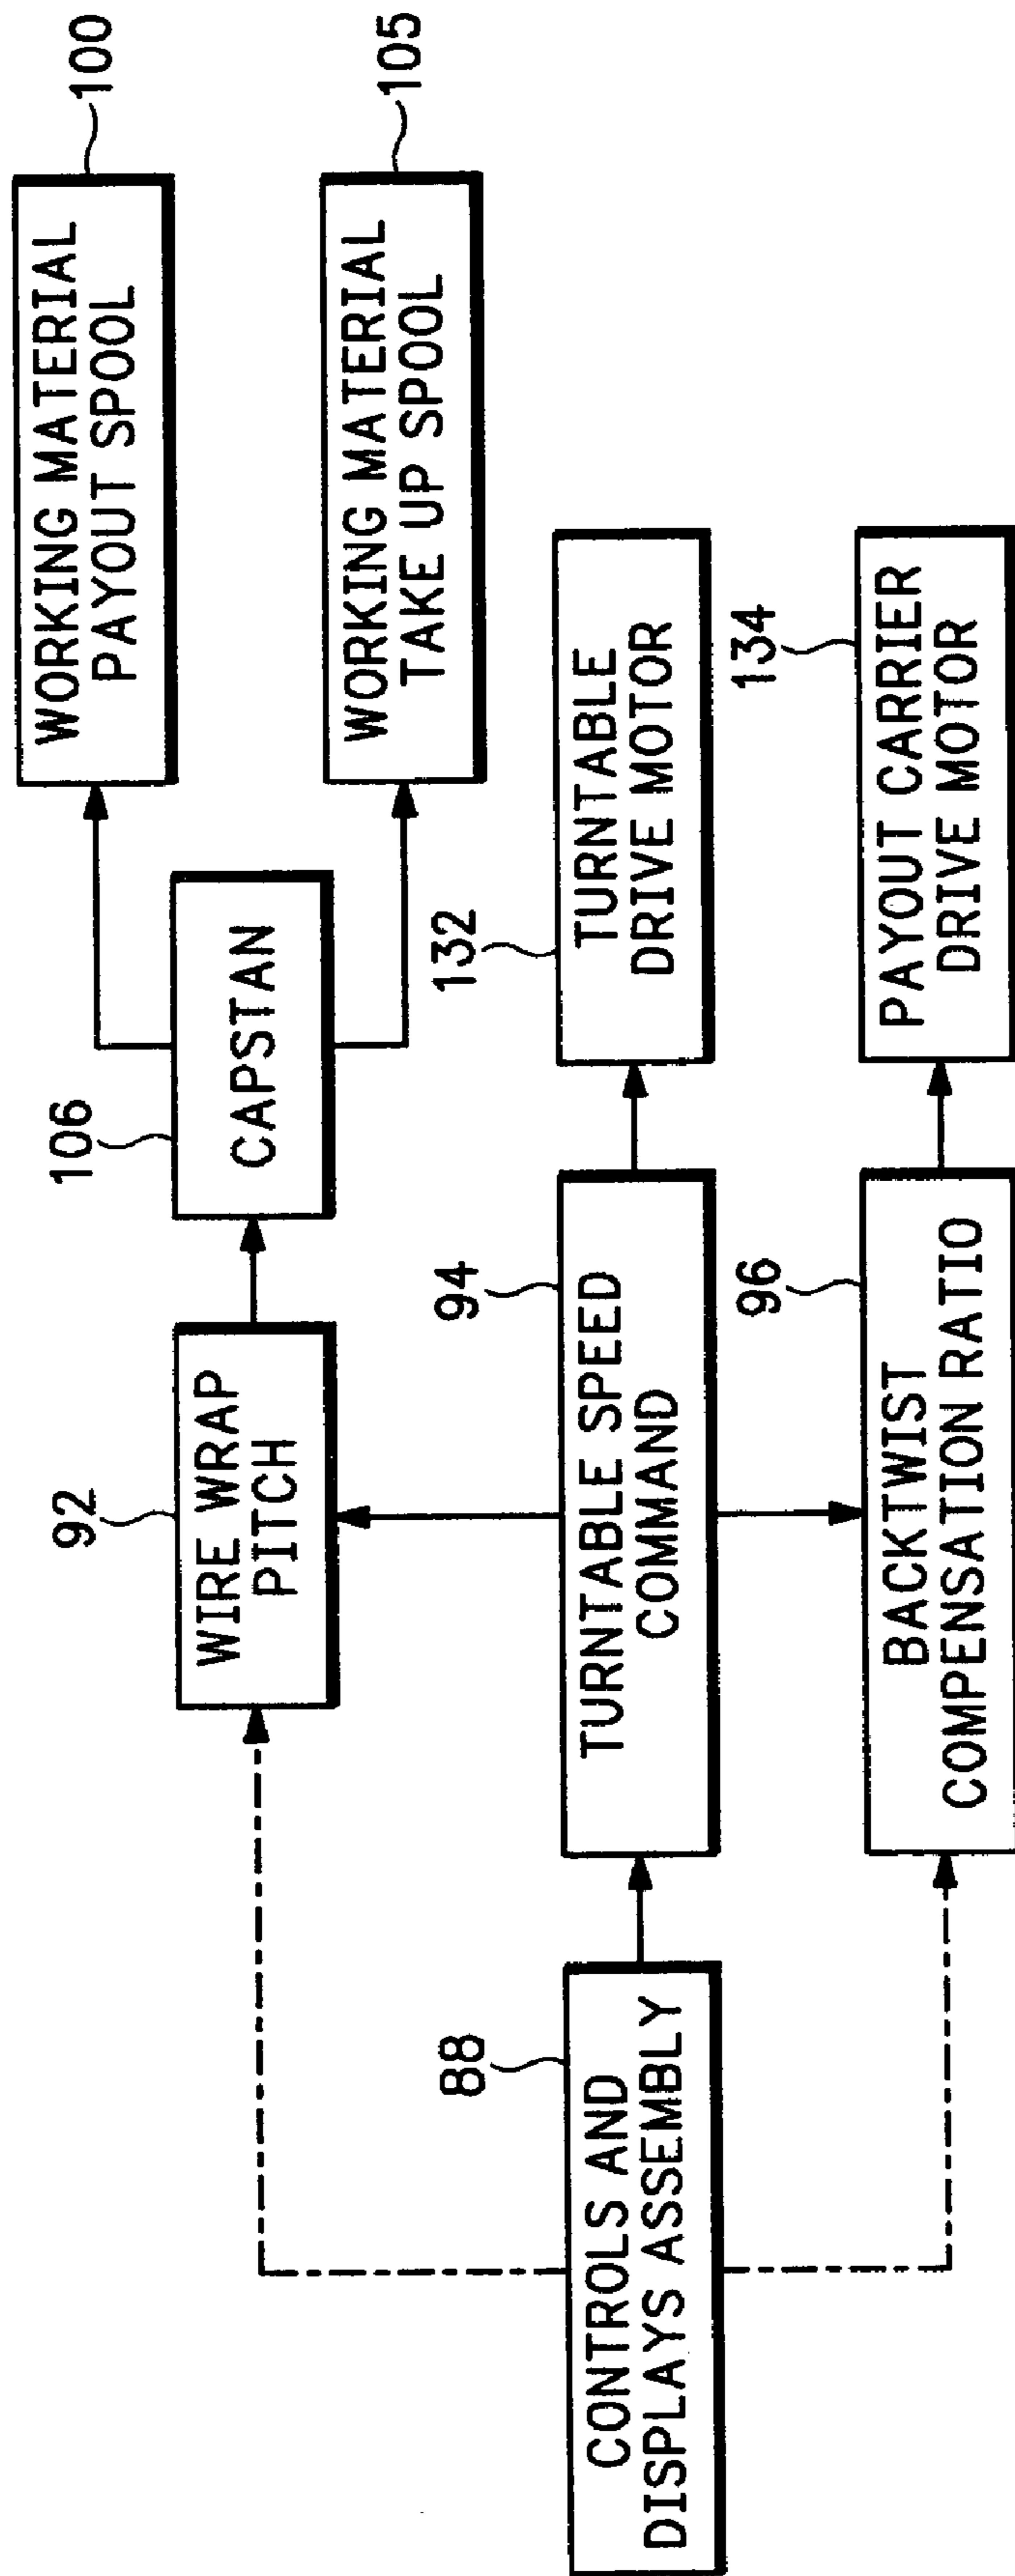 WORKING MATERIAL
PAYOUT SPOOL
100
106
CAPSTAN
WORKING MATERIAL
TAKE UP SPOOL
105
92
WIRE WRAP
PITCH
88
CONTROLS AND
DISPLAYS ASSEMBLY
94
TURNTABLE SPEED
COMMAND
132
TURNTABLE
DRIVE MOTOR
96
BACKTWIST
COMPENSATION RATIO
134
PAYOUT CARRIER
DRIVE MOTOR